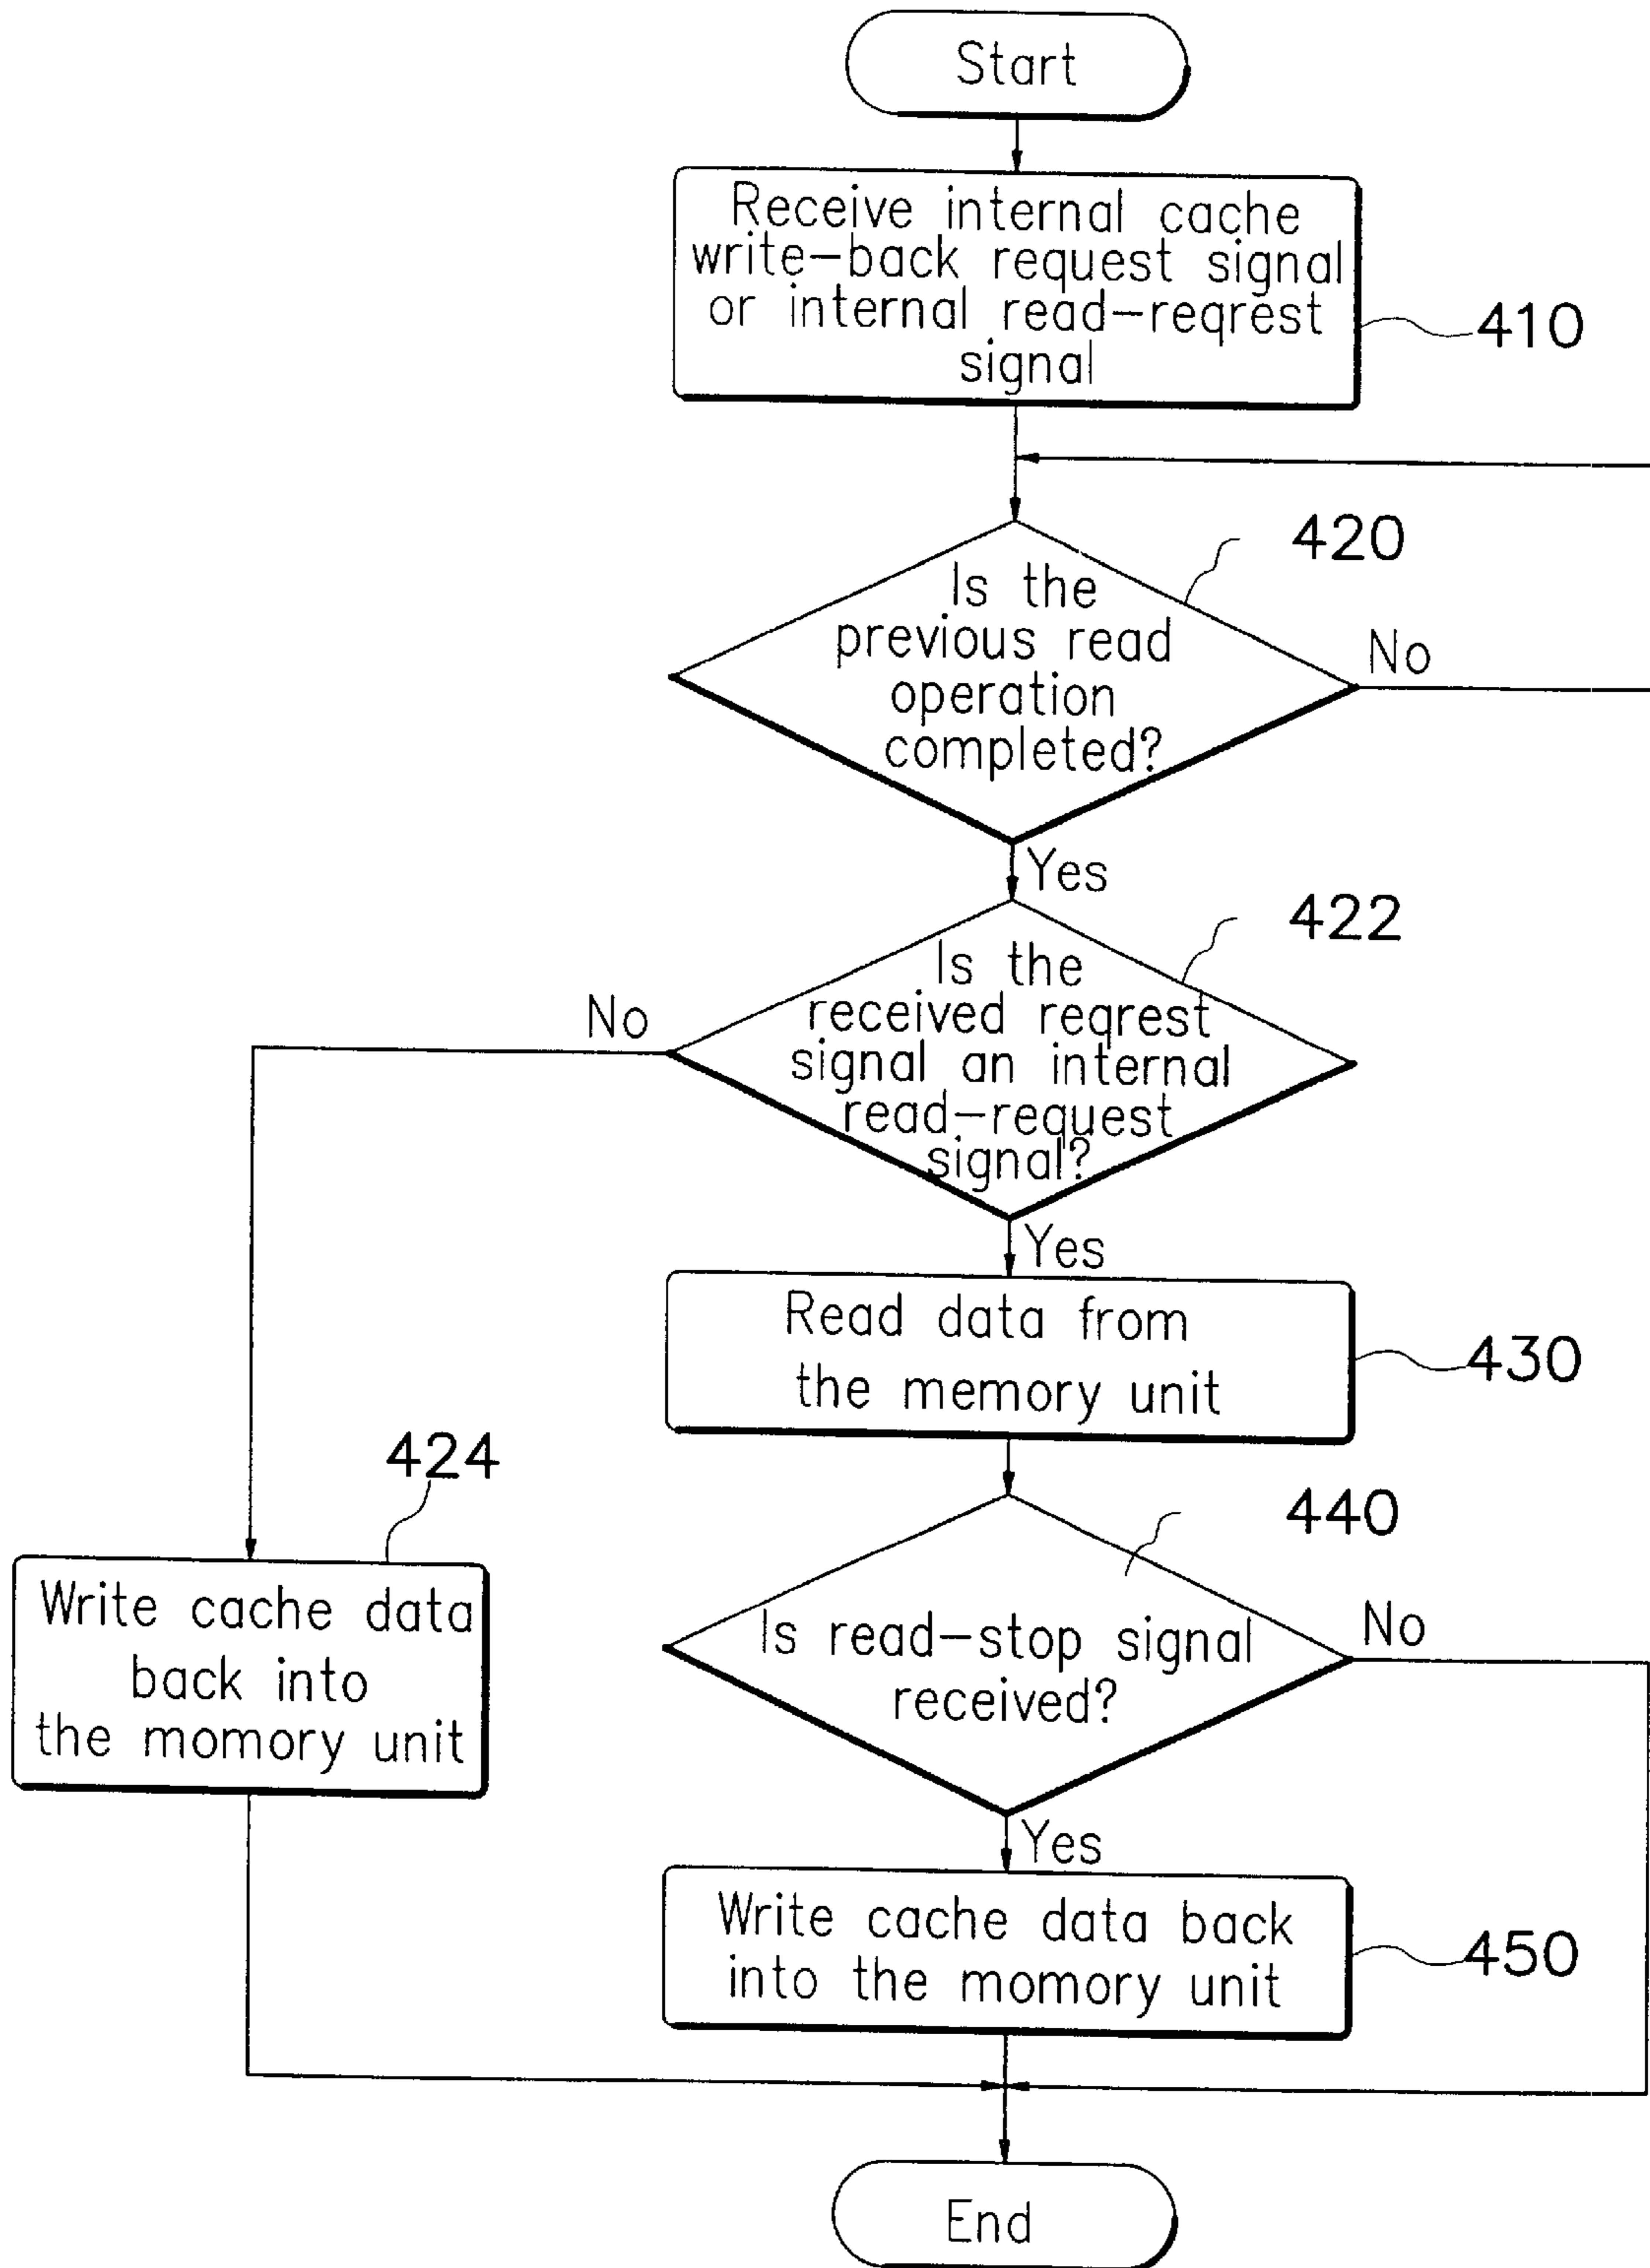 Start
Receive internal cache
write-back request signal
or internal read-reqrest
signal
410
420
Is the
previous read
operation
completed?
No
Yes
422
Is the
received reqrest
signal an internal
read-request
signal?
No
Yes
Read data from
the memory unit
430
424
Write cache data
back into
the momory unit
440
Is read-stop signal
received?
No
Yes
Write cache data back
into the momory unit
450
End